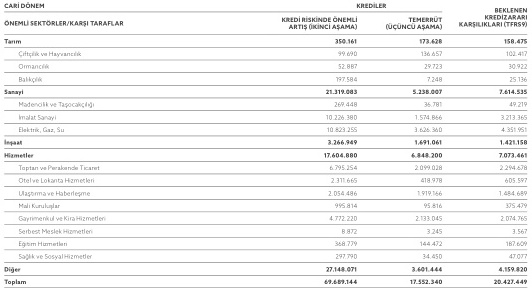 CARİ DÖNEM KREDİLER
ÖNEMLİ SEKTÖRLER/KARŞI TARAFLAR KREDİ RİSKİNDE ÖNEMLİ ARTIŞ (İKİNCİ AŞAMA) TEMERRÜT (ÜÇÜNCÜ AŞAMA) BEKLENEN KREDİ ZARARI KARŞILIKLARI (TFRS9)
Tarım 350.161 173.628 158.475
Çiftçilik ve Hayvancılık 99.690 136.657 102.417
Ormancılık 52.887 29.723 30.922
Balıkçılık 197.584 7.248 25.136
Sanayi 21.319.083 5.238.007 7.614.535
Madencilik ve Taşocakçılığı 269.448 36.781 49.219
İmalat Sanayi 10.226.380 1.574.866 3.213.365
Elektrik, Gaz, Su 10.823.255 3.626.360 4.351.951
İnşaat 3.266.949 1.691.061 1.421.158
Hizmetler 17.604.880 6.848.200 7.073.461
Toptan ve Perakende Ticaret 6.795.254 2.099.028 2.294.678
Otel ve Lokanta Hizmetleri 2.311.665 418.978 605.597
Ulaştırma ve Haberleşme 2.054.486 1.919.166 1.484.689
Mali Kuruluşlar 995.814 95.816 375.479
Gayrimenkul ve Kira Hizmetleri 4.772.220 2.133.045 2.074.765
Serbest Meslek Hizmetleri 8.872 3.245 3.567
Eğitim Hizmetleri 368.779 144.472 187.609
Sağlık ve Sosyal Hizmetler 297.790 34.450 47.077
Diğer 27.148.071 3.601.444 4.159.820
Toplam 69.689.144 17.552.340 20.427.449